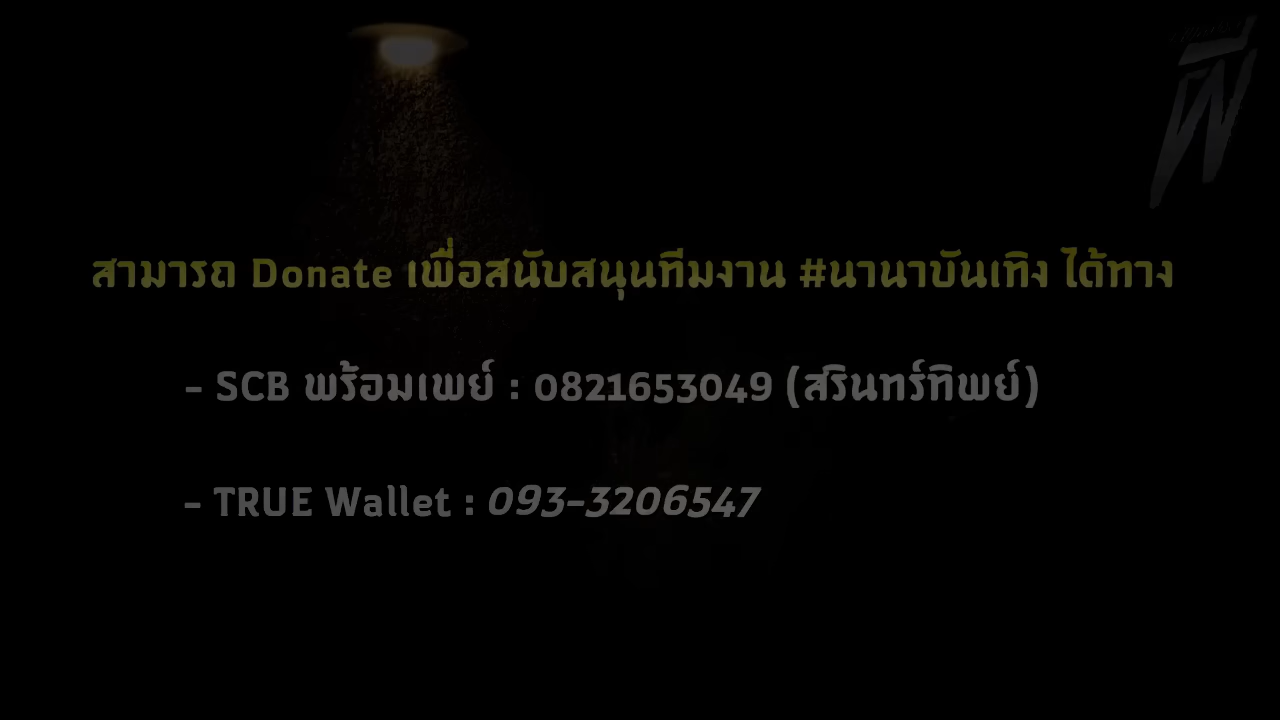 ผี
สามารถ Donate เพื่อสนับสนุนทีมงาน #นานาบันเทิง ได้ทาง
- SCB พร้อมเพย์ : 0821653049 (สรินทร์ทิพย์)
- TRUE Wallet : 093-3206547